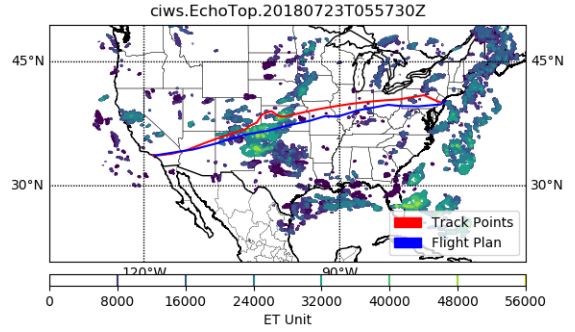 ciws.EchoTop.20180723T055730Z
45°N
45°N
30°N
30°N
Track Points
Flight Plan
120°W
90°W
0
8000
16000
24000
32000
40000
48000
56000
ET Unit